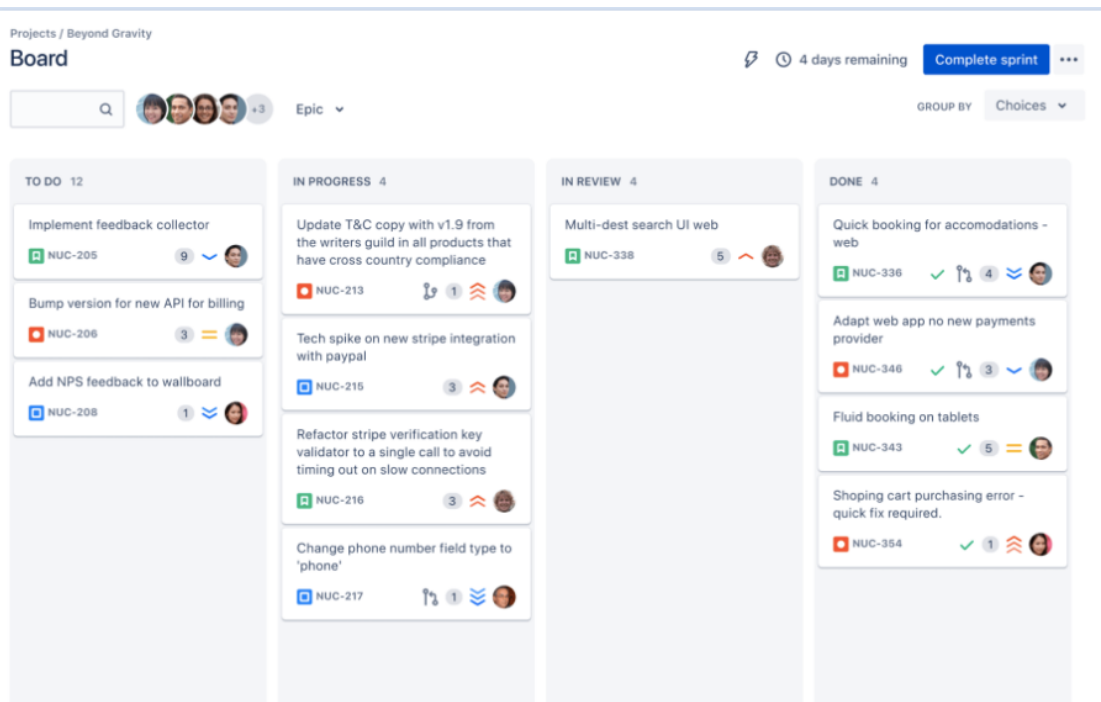 Projects / Beyond Gravity
Board
4 days remaining
Complete sprint
+3
Epic
GROUP BY
Choices
TO DO 12
Implement feedback collector
NUC-205
9
Bump version for new API for billing
NUC-206
3
Add NPS feedback to wallboard
NUC-208
1
IN PROGRESS 4
Update T&C copy with v1.9 from
the writers guild in all products that
have cross country compliance
NUC-213
1
Tech spike on new stripe integration
with paypal
NUC-215
3
Refactor stripe verification key
validator to a single call to avoid
timing out on slow connections
NUC-216
3
Change phone number field type to
'phone'
NUC-217
1
IN REVIEW 4
Multi-dest search UI web
NUC-338
5
DONE 4
Quick booking for accomodations -
web
NUC-336
4
Adapt web app no new payments
provider
NUC-346
3
Fluid booking on tablets
NUC-343
5
Shoping cart purchasing error -
quick fix required.
NUC-354
1